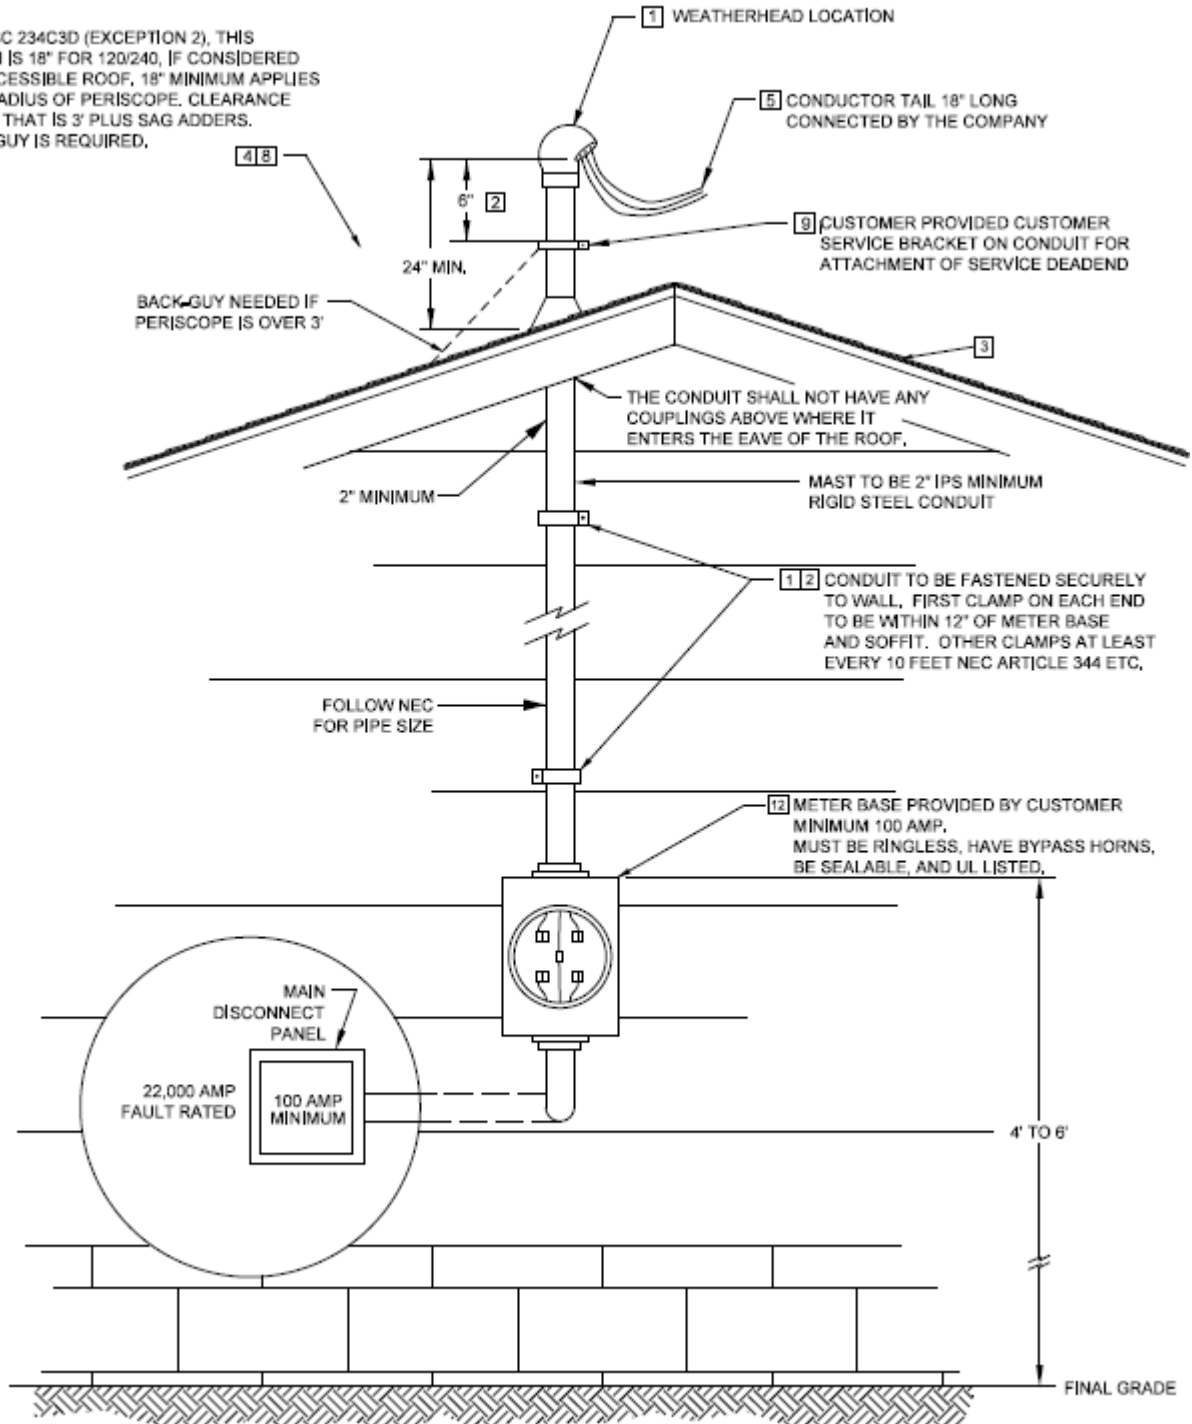 1 WEATHERHEAD LOCATION
C 234C3D (EXCEPTION 2), THIS
IS 18" FOR 120/240, IF CONSIDERED
CESSIBLE ROOF. 18" MINIMUM APPLIES
ADIUS OF PERISCOPE. CLEARANCE
THAT IS 3' PLUS SAG ADDERS.
GUY IS REQUIRED.
4 8
5 CONDUCTOR TAIL 18" LONG
CONNECTED BY THE COMPANY
6" 2
9 CUSTOMER PROVIDED CUSTOMER
SERVICE BRACKET ON CONDUIT FOR
ATTACHMENT OF SERVICE DEADEND
24" MIN.
BACK-GUY NEEDED IF
PERISCOPE IS OVER 3'
3
THE CONDUIT SHALL NOT HAVE ANY
COUPLINGS ABOVE WHERE IT
ENTERS THE EAVE OF THE ROOF.
2" MINIMUM
MAST TO BE 2" IPS MINIMUM
RIGID STEEL CONDUIT
1 2 CONDUIT TO BE FASTENED SECURELY
TO WALL. FIRST CLAMP ON EACH END
TO BE WITHIN 12" OF METER BASE
AND SOFFIT. OTHER CLAMPS AT LEAST
EVERY 10 FEET NEC ARTICLE 344 ETC.
FOLLOW NEC
FOR PIPE SIZE
12 METER BASE PROVIDED BY CUSTOMER
MINIMUM 100 AMP.
MUST BE RINGLESS, HAVE BYPASS HORNS,
BE SEALABLE, AND UL LISTED.
MAIN
DISCONNECT
PANEL
22,000 AMP
FAULT RATED
100 AMP
MINIMUM
4' TO 6'
FINAL GRADE